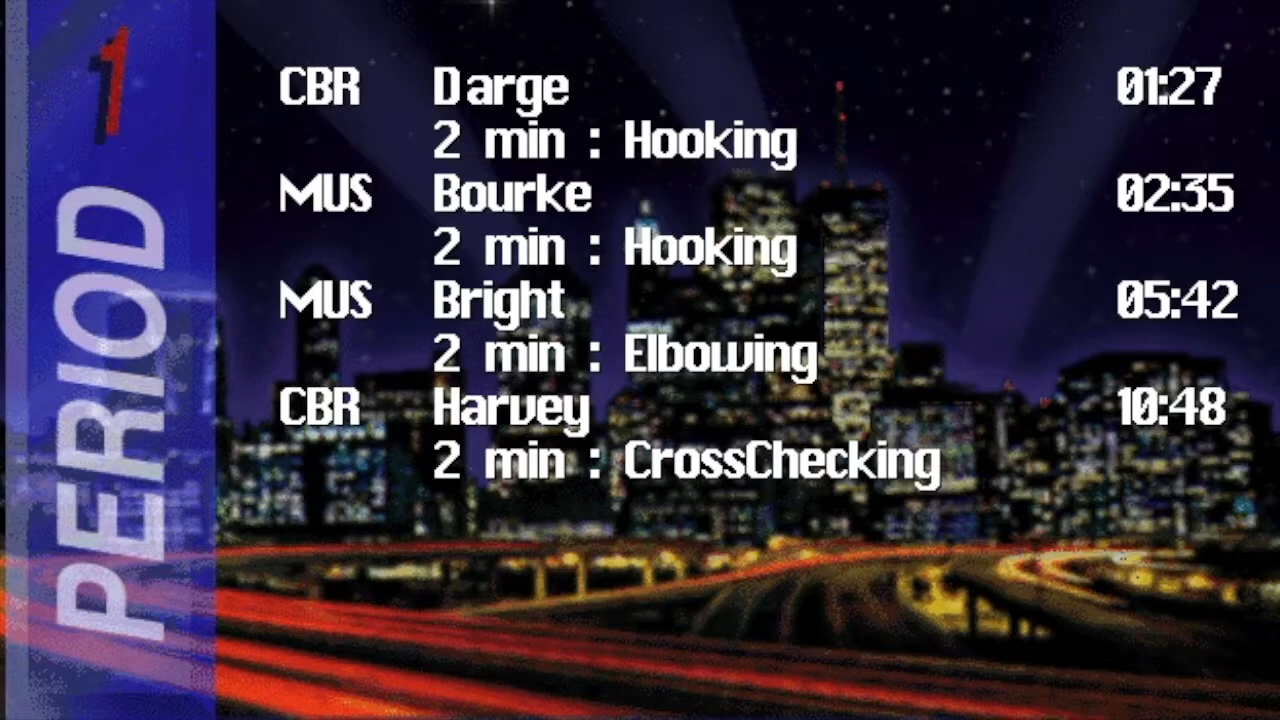 PERIOD 1
CBR Darge 01:27
2 min : Hooking
MUS Bourke 02:35
2 min : Hooking
MUS Bright 05:42
2 min : Elbowing
CBR Harvey 10:48
2 min : CrossChecking